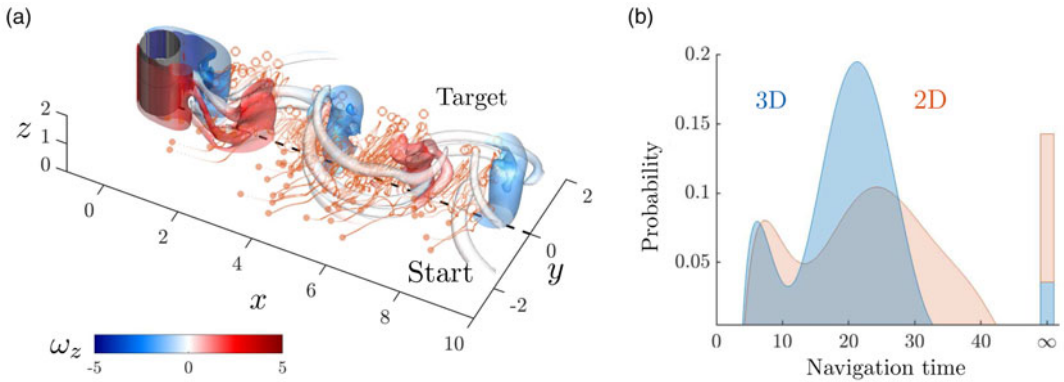 (a)
Target
2
1
0
z
2
0
-2
y
Start
0
2
4
6
8
10
x
ω_z
-5
0
5
(b)
0.2
0.15
0.1
0.05
Probability
3D
2D
0
10
20
30
40
∞
Navigation time